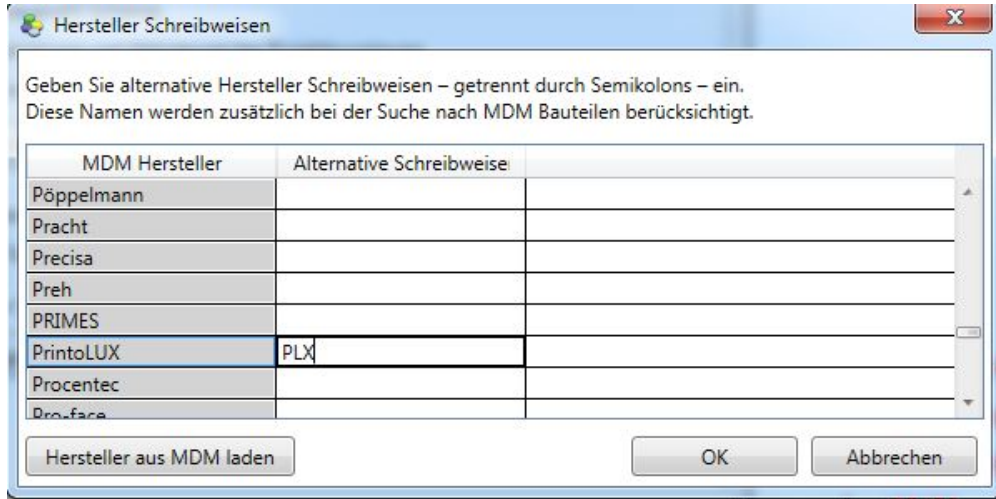 Hersteller Schreibweisen
Geben Sie alternative Hersteller Schreibweisen – getrennt durch Semikolons – ein.
Diese Namen werden zusätzlich bei der Suche nach MDM Bauteilen berücksichtigt.
MDM Hersteller Alternative Schreibweise
Pöppelmann
Pracht
Precisa
Preh
PRIMES
PrintoLUX PLX
Procentec
Pro-face
Hersteller aus MDM laden OK Abbrechen